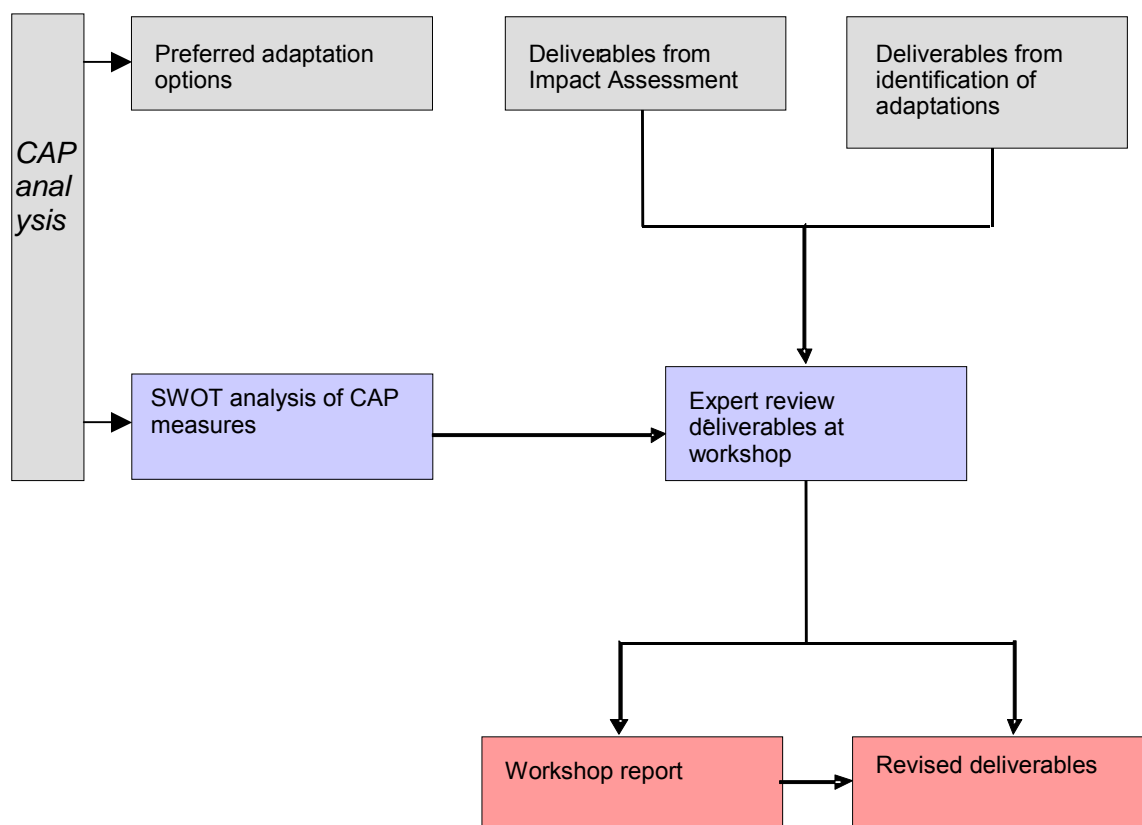 Preferred adaptation
options
Deliverables from
Impact Assessment
Deliverables from
identification of
adaptations
CAP
anal
ysis
SWOT analysis of CAP
measures
Expert review
deliverables at
workshop
Workshop report
Revised deliverables